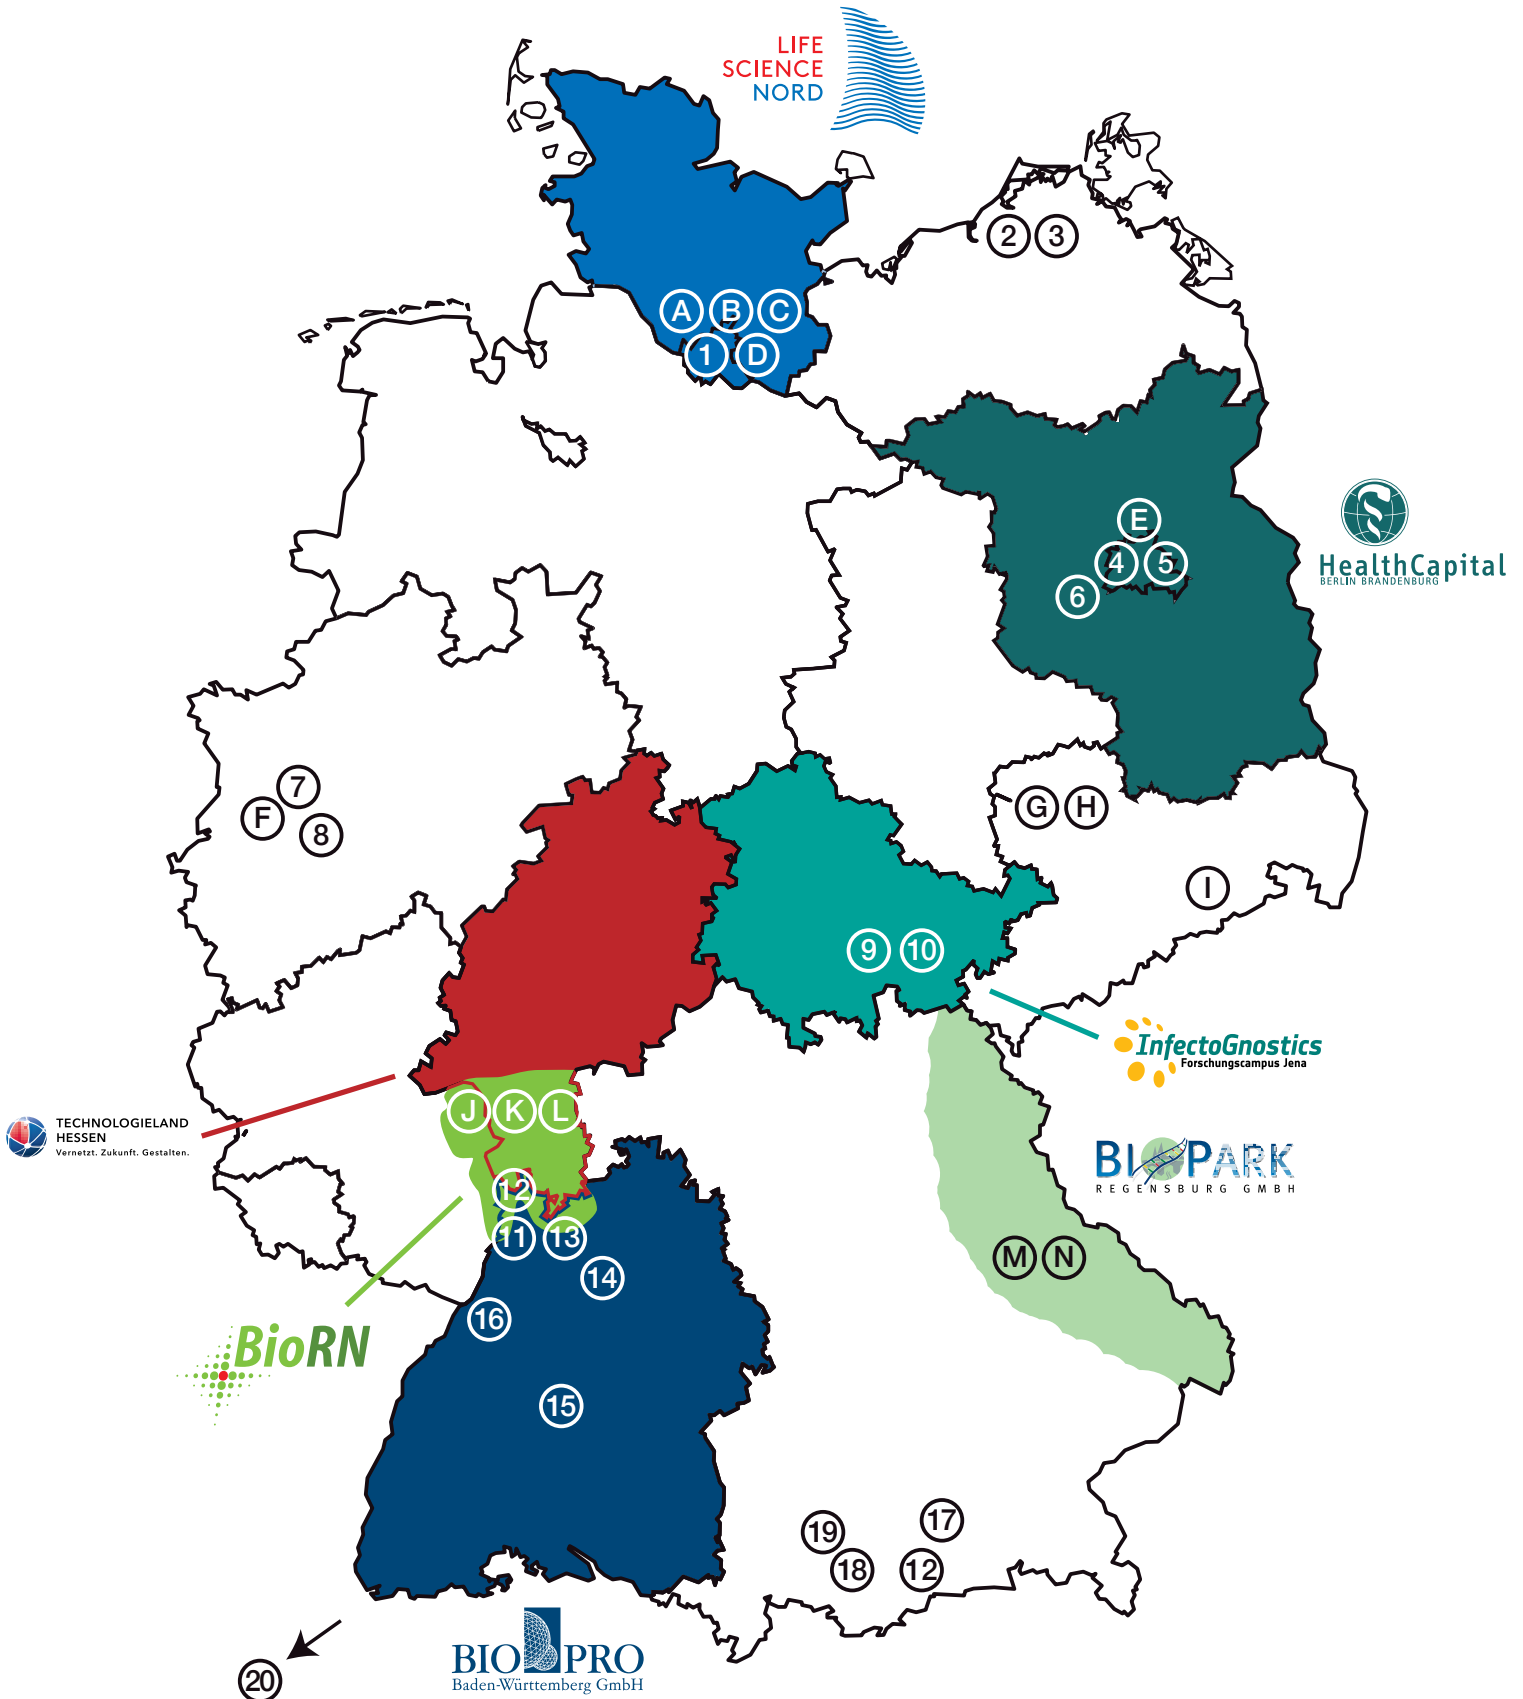 LIFE
SCIENCE
NORD
2 3
A B C
1 D
E
4 5
6
HealthCapital
BERLIN BRANDENBURG
7
F
8
G H
I
9 10
InfectoGnostics
Forschungscampus Jena
TECHNOLOGIELAND
HESSEN
Vernetzt. Zukunft. Gestalten.
J K L
BIOPARK
REGENSBURG GMBH
12
11 13
14
M N
16
BioRN
15
17
19
18 12
BIOPRO
Baden-Württemberg GmbH
20